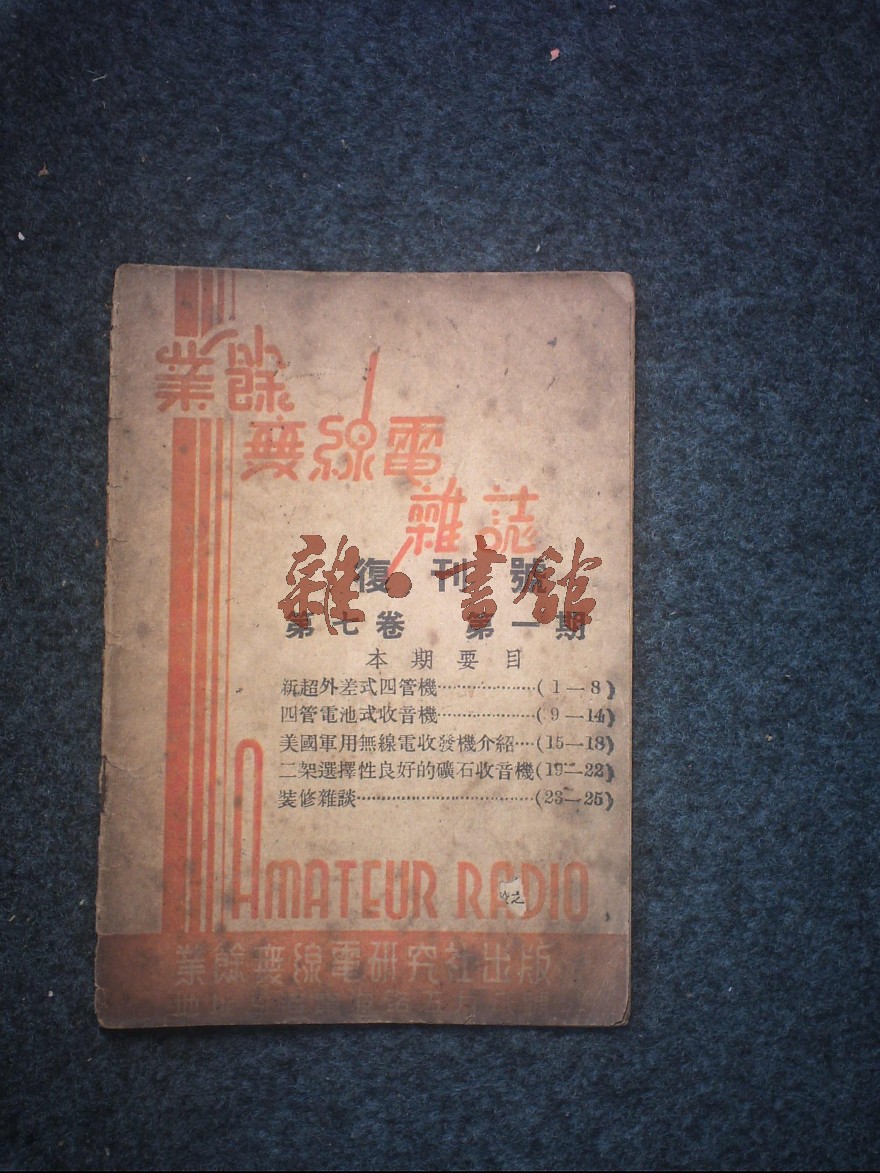 業餘
無線電
雜誌
復刊號
雜·書館
第七卷 第一期
本期要目
新超外差式四管機··················(1—8)
四管電池式收音機··················(9—14)
美國軍用無線電收發機介紹····(15—18)
二架選擇性良好的礦石收音機(19—22)
裝修雜談··································(23—25)
AMATEUR RADIO
業餘無線電研究社出版